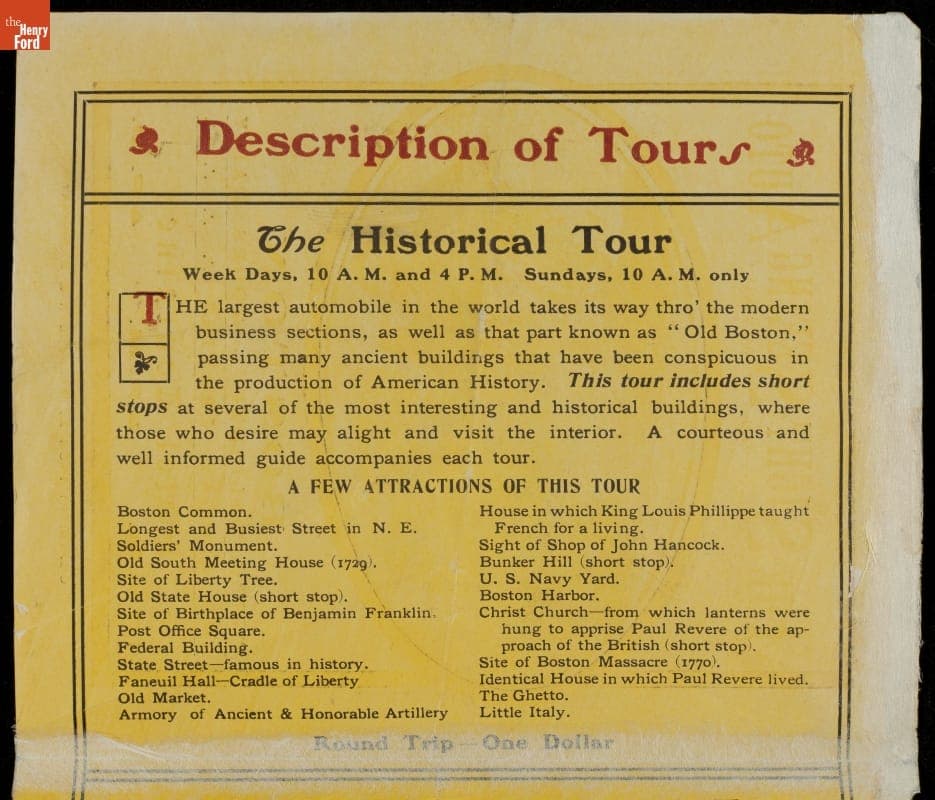 the
Henry
Ford
Description of Tours
The Historical Tour
Week Days, 10 A. M. and 4 P. M. Sundays, 10 A. M. only
THE largest automobile in the world takes its way thro' the modern
business sections, as well as that part known as "Old Boston,"
passing many ancient buildings that have been conspicuous in
the production of American History. This tour includes short
stops at several of the most interesting and historical buildings, where
those who desire may alight and visit the interior. A courteous and
well informed guide accompanies each tour.
A FEW ATTRACTIONS OF THIS TOUR
Boston Common.
Longest and Busiest Street in N. E.
Soldiers' Monument.
Old South Meeting House (1729).
Site of Liberty Tree.
Old State House (short stop).
Site of Birthplace of Benjamin Franklin.
Post Office Square.
Federal Building.
State Street—famous in history.
Faneuil Hall—Cradle of Liberty
Old Market.
Armory of Ancient & Honorable Artillery
House in which King Louis Phillippe taught
French for a living.
Sight of Shop of John Hancock.
Bunker Hill (short stop).
U. S. Navy Yard.
Boston Harbor.
Christ Church—from which lanterns were
hung to apprise Paul Revere of the ap-
proach of the British (short stop).
Site of Boston Massacre (1770).
Identical House in which Paul Revere lived.
The Ghetto.
Little Italy.
Round Trip—One Dollar